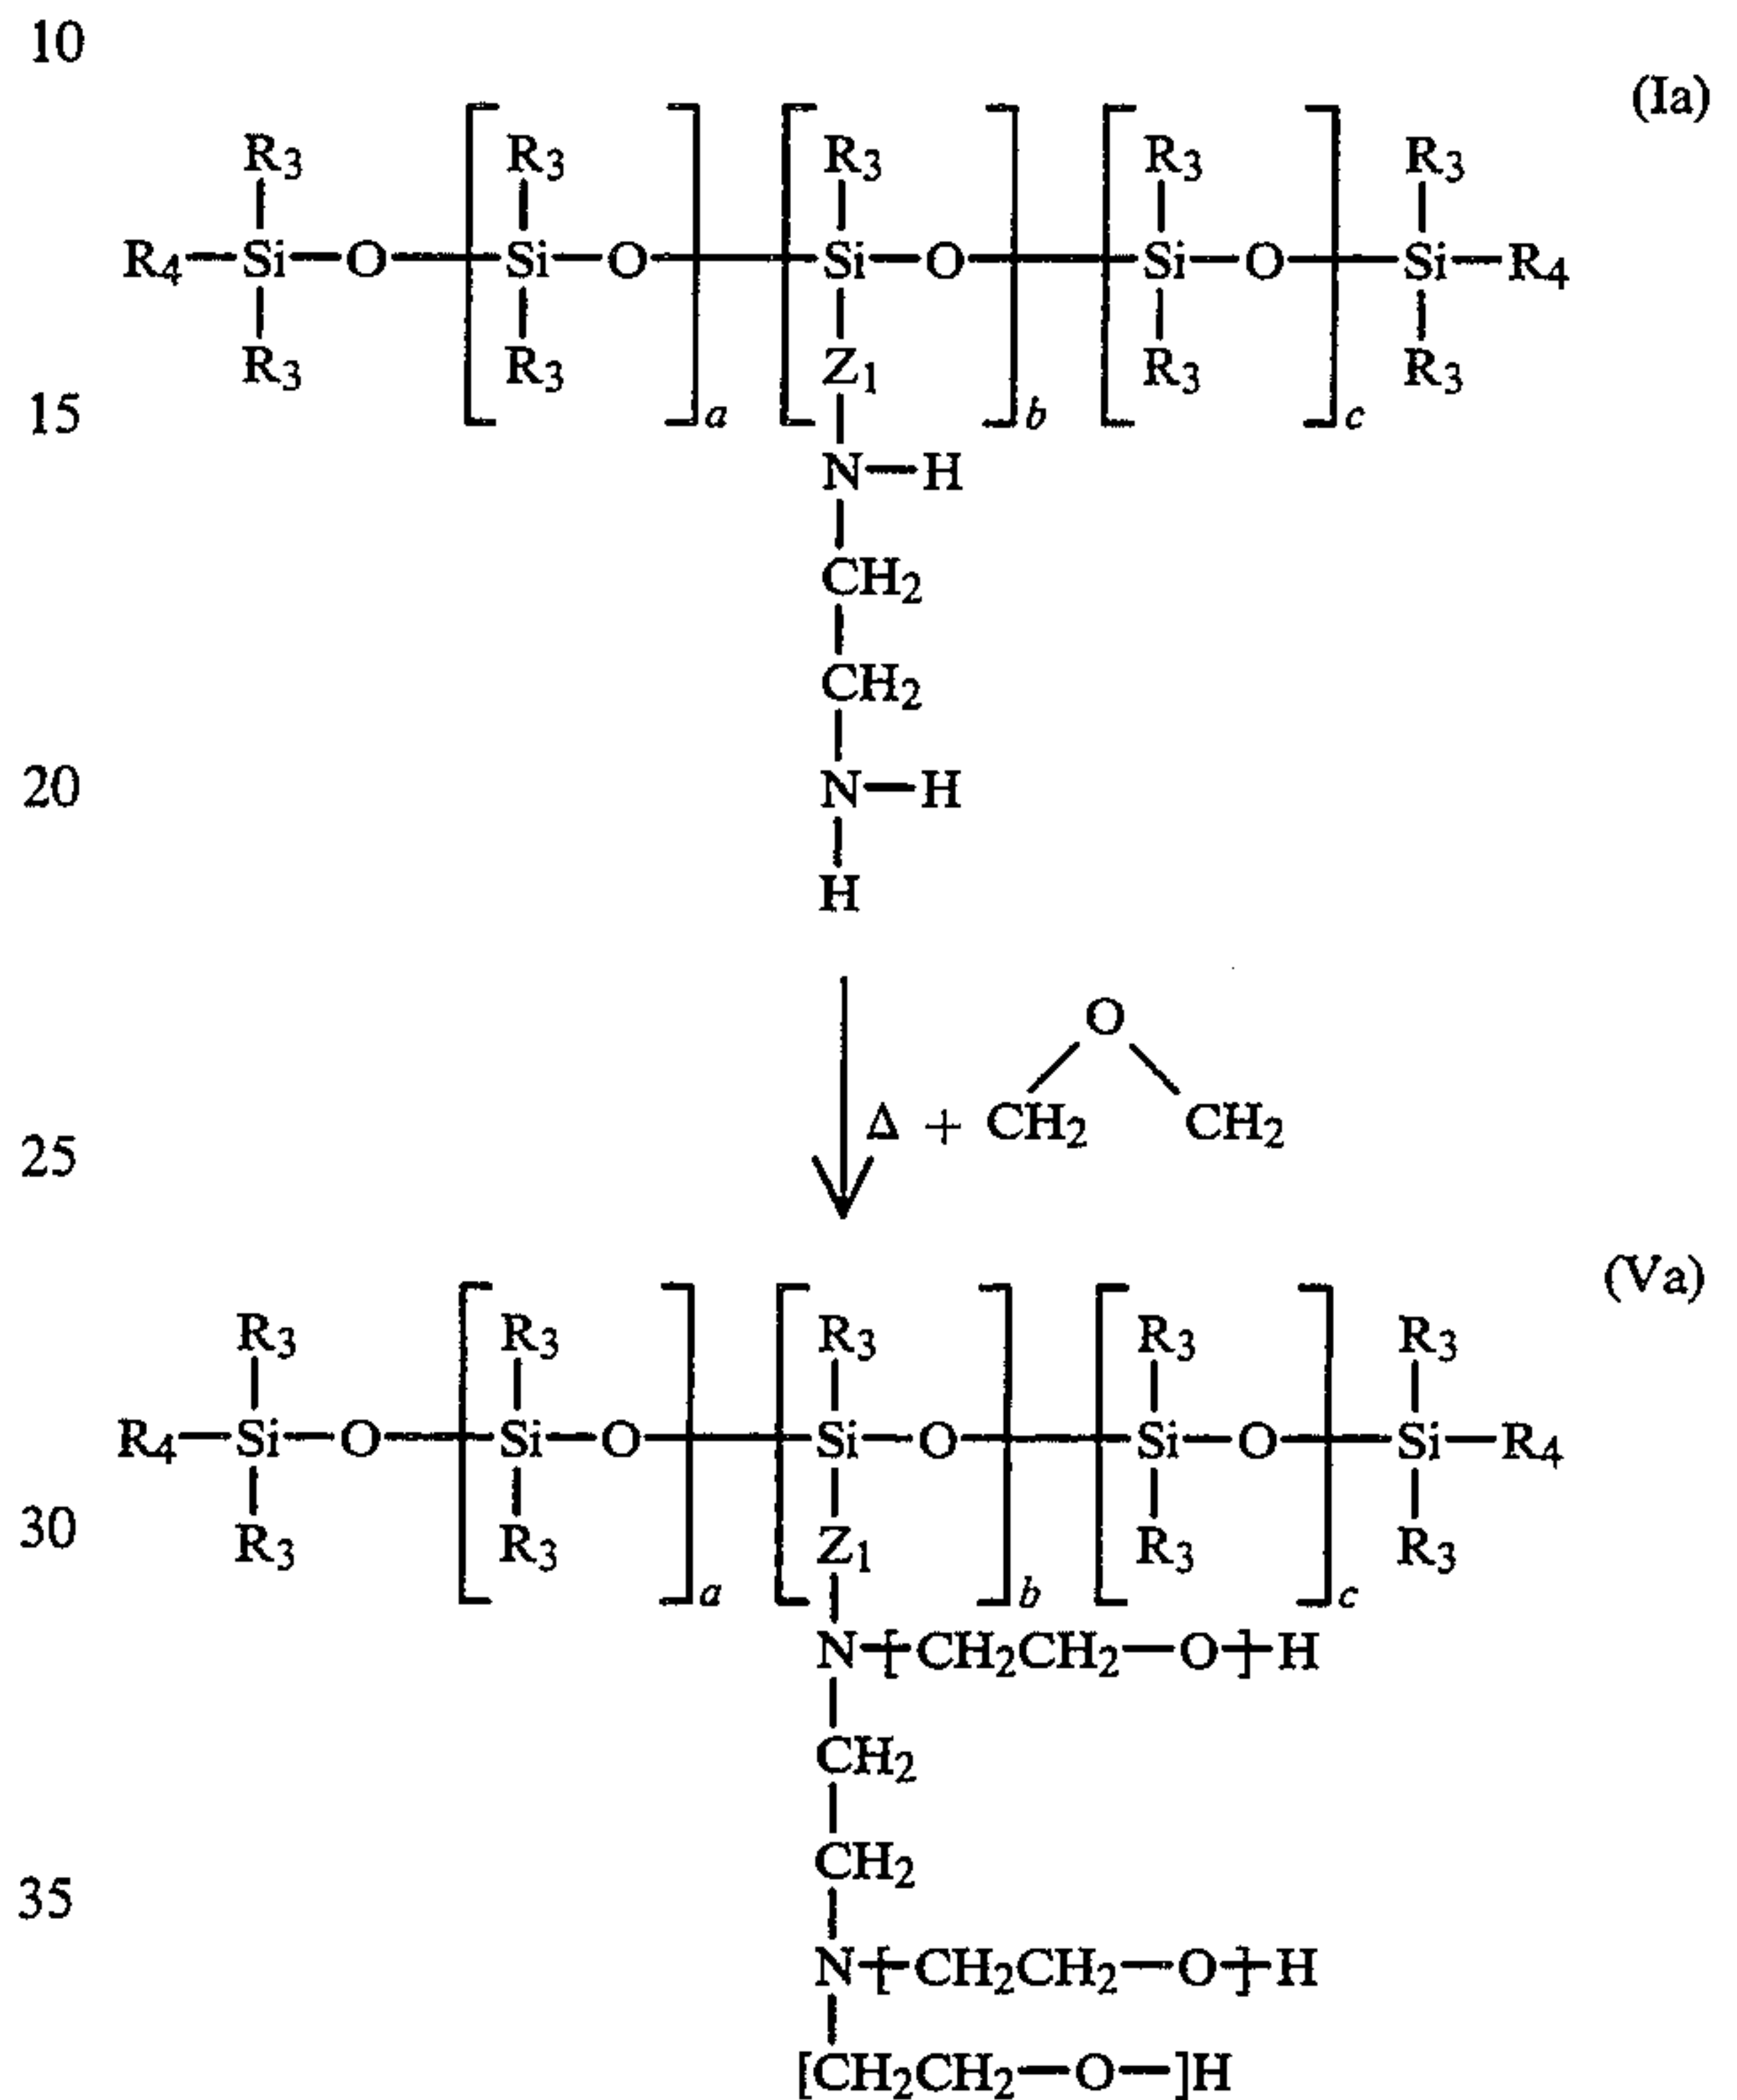 10
(Ia)
R3 R3 R3 R3 R3
R4—Si—O—[Si—O—]a—[Si—O—]b—[Si—O—]c—Si—R4
R3 R3 Z1 R3 R3
15
N—H
CH2
CH2
20
N—H
H
O
Δ + CH2 CH2
25
(Va)
R3 R3 R3 R3 R3
R4—Si—O—[Si—O—]a—[Si—O—]b—[Si—O—]c—Si—R4
30
R3 R3 Z1 R3 R3
N—[CH2CH2—O—]H
CH2
CH2
35
N—[CH2CH2—O—]H
[CH2CH2—O—]H